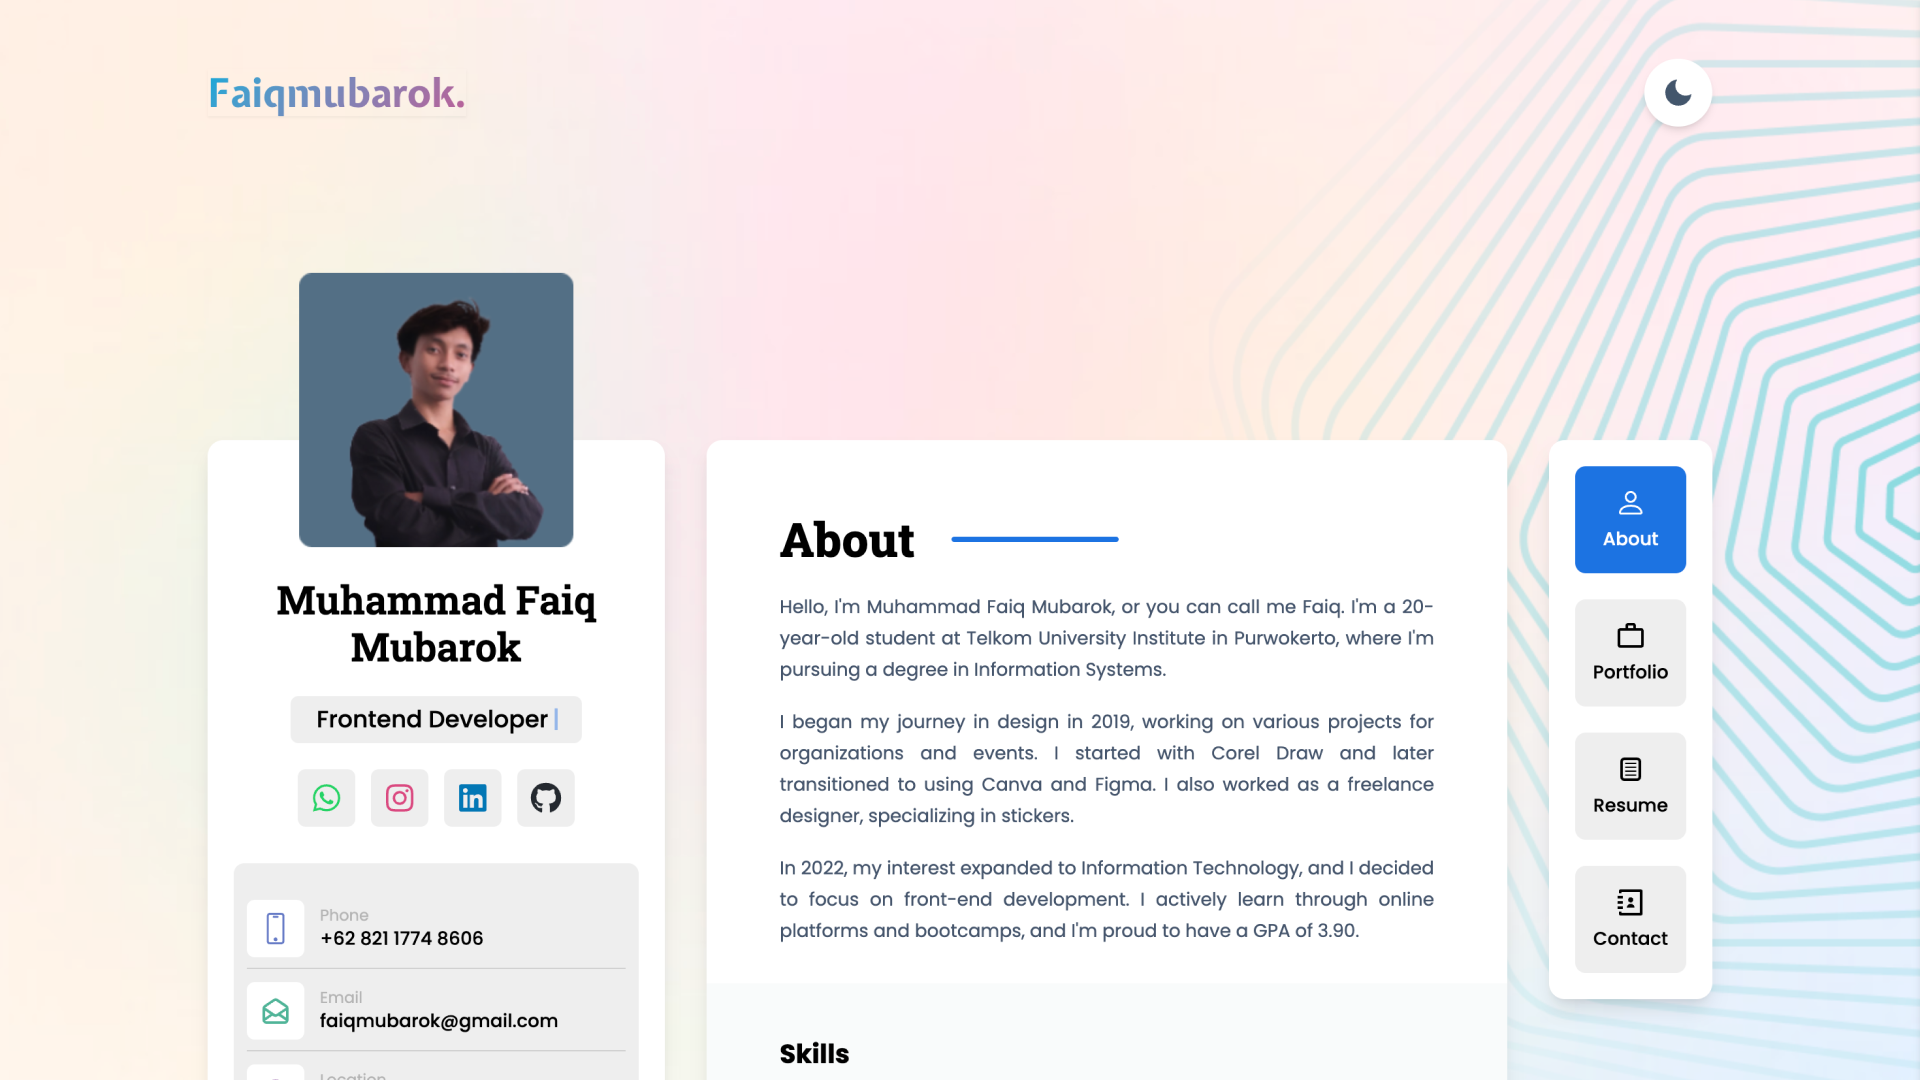 Faiqmubarok.
Muhammad Faiq
Mubarok
Frontend Developer
Phone
+62 821 1774 8606
Email
faiqmubarok@gmail.com
Location
About
Hello, I'm Muhammad Faiq Mubarok, or you can call me Faiq. I'm a 20-
year-old student at Telkom University Institute in Purwokerto, where I'm
pursuing a degree in Information Systems.
I began my journey in design in 2019, working on various projects for
organizations and events. I started with Corel Draw and later
transitioned to using Canva and Figma. I also worked as a freelance
designer, specializing in stickers.
In 2022, my interest expanded to Information Technology, and I decided
to focus on front-end development. I actively learn through online
platforms and bootcamps, and I'm proud to have a GPA of 3.90.
Skills
About
Portfolio
Resume
Contact